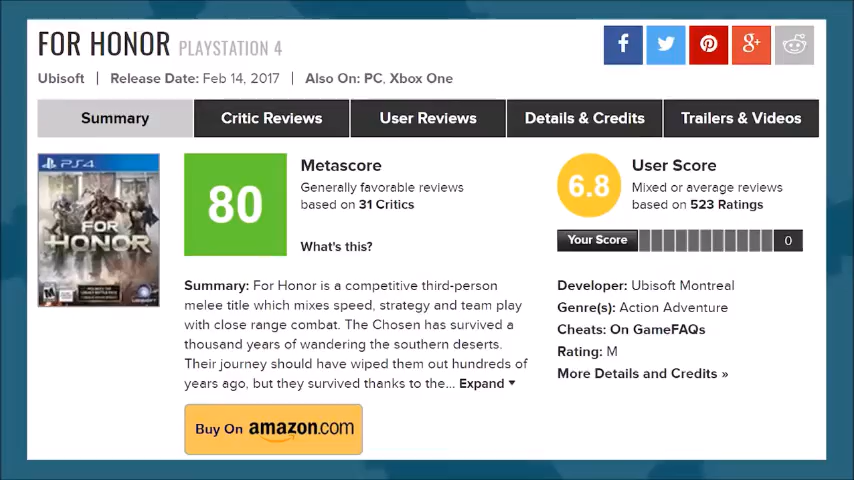 FOR HONOR PLAYSTATION 4
Ubisoft | Release Date: Feb 14, 2017 | Also On: PC, Xbox One
Summary
Critic Reviews
User Reviews
Details & Credits
Trailers & Videos
PS4
FOR
HONOR
M
UBISOFT
80
Metascore
Generally favorable reviews
based on 31 Critics
What's this?
6.8
User Score
Mixed or average reviews
based on 523 Ratings
Your Score
0
Summary: For Honor is a competitive third-person
melee title which mixes speed, strategy and team play
with close range combat. The Chosen has survived a
thousand years of wandering the southern deserts.
Their journey should have wiped them out hundreds of
years ago, but they survived thanks to the... Expand
Buy On amazon.com
Developer: Ubisoft Montreal
Genre(s): Action Adventure
Cheats: On GameFAQs
Rating: M
More Details and Credits »